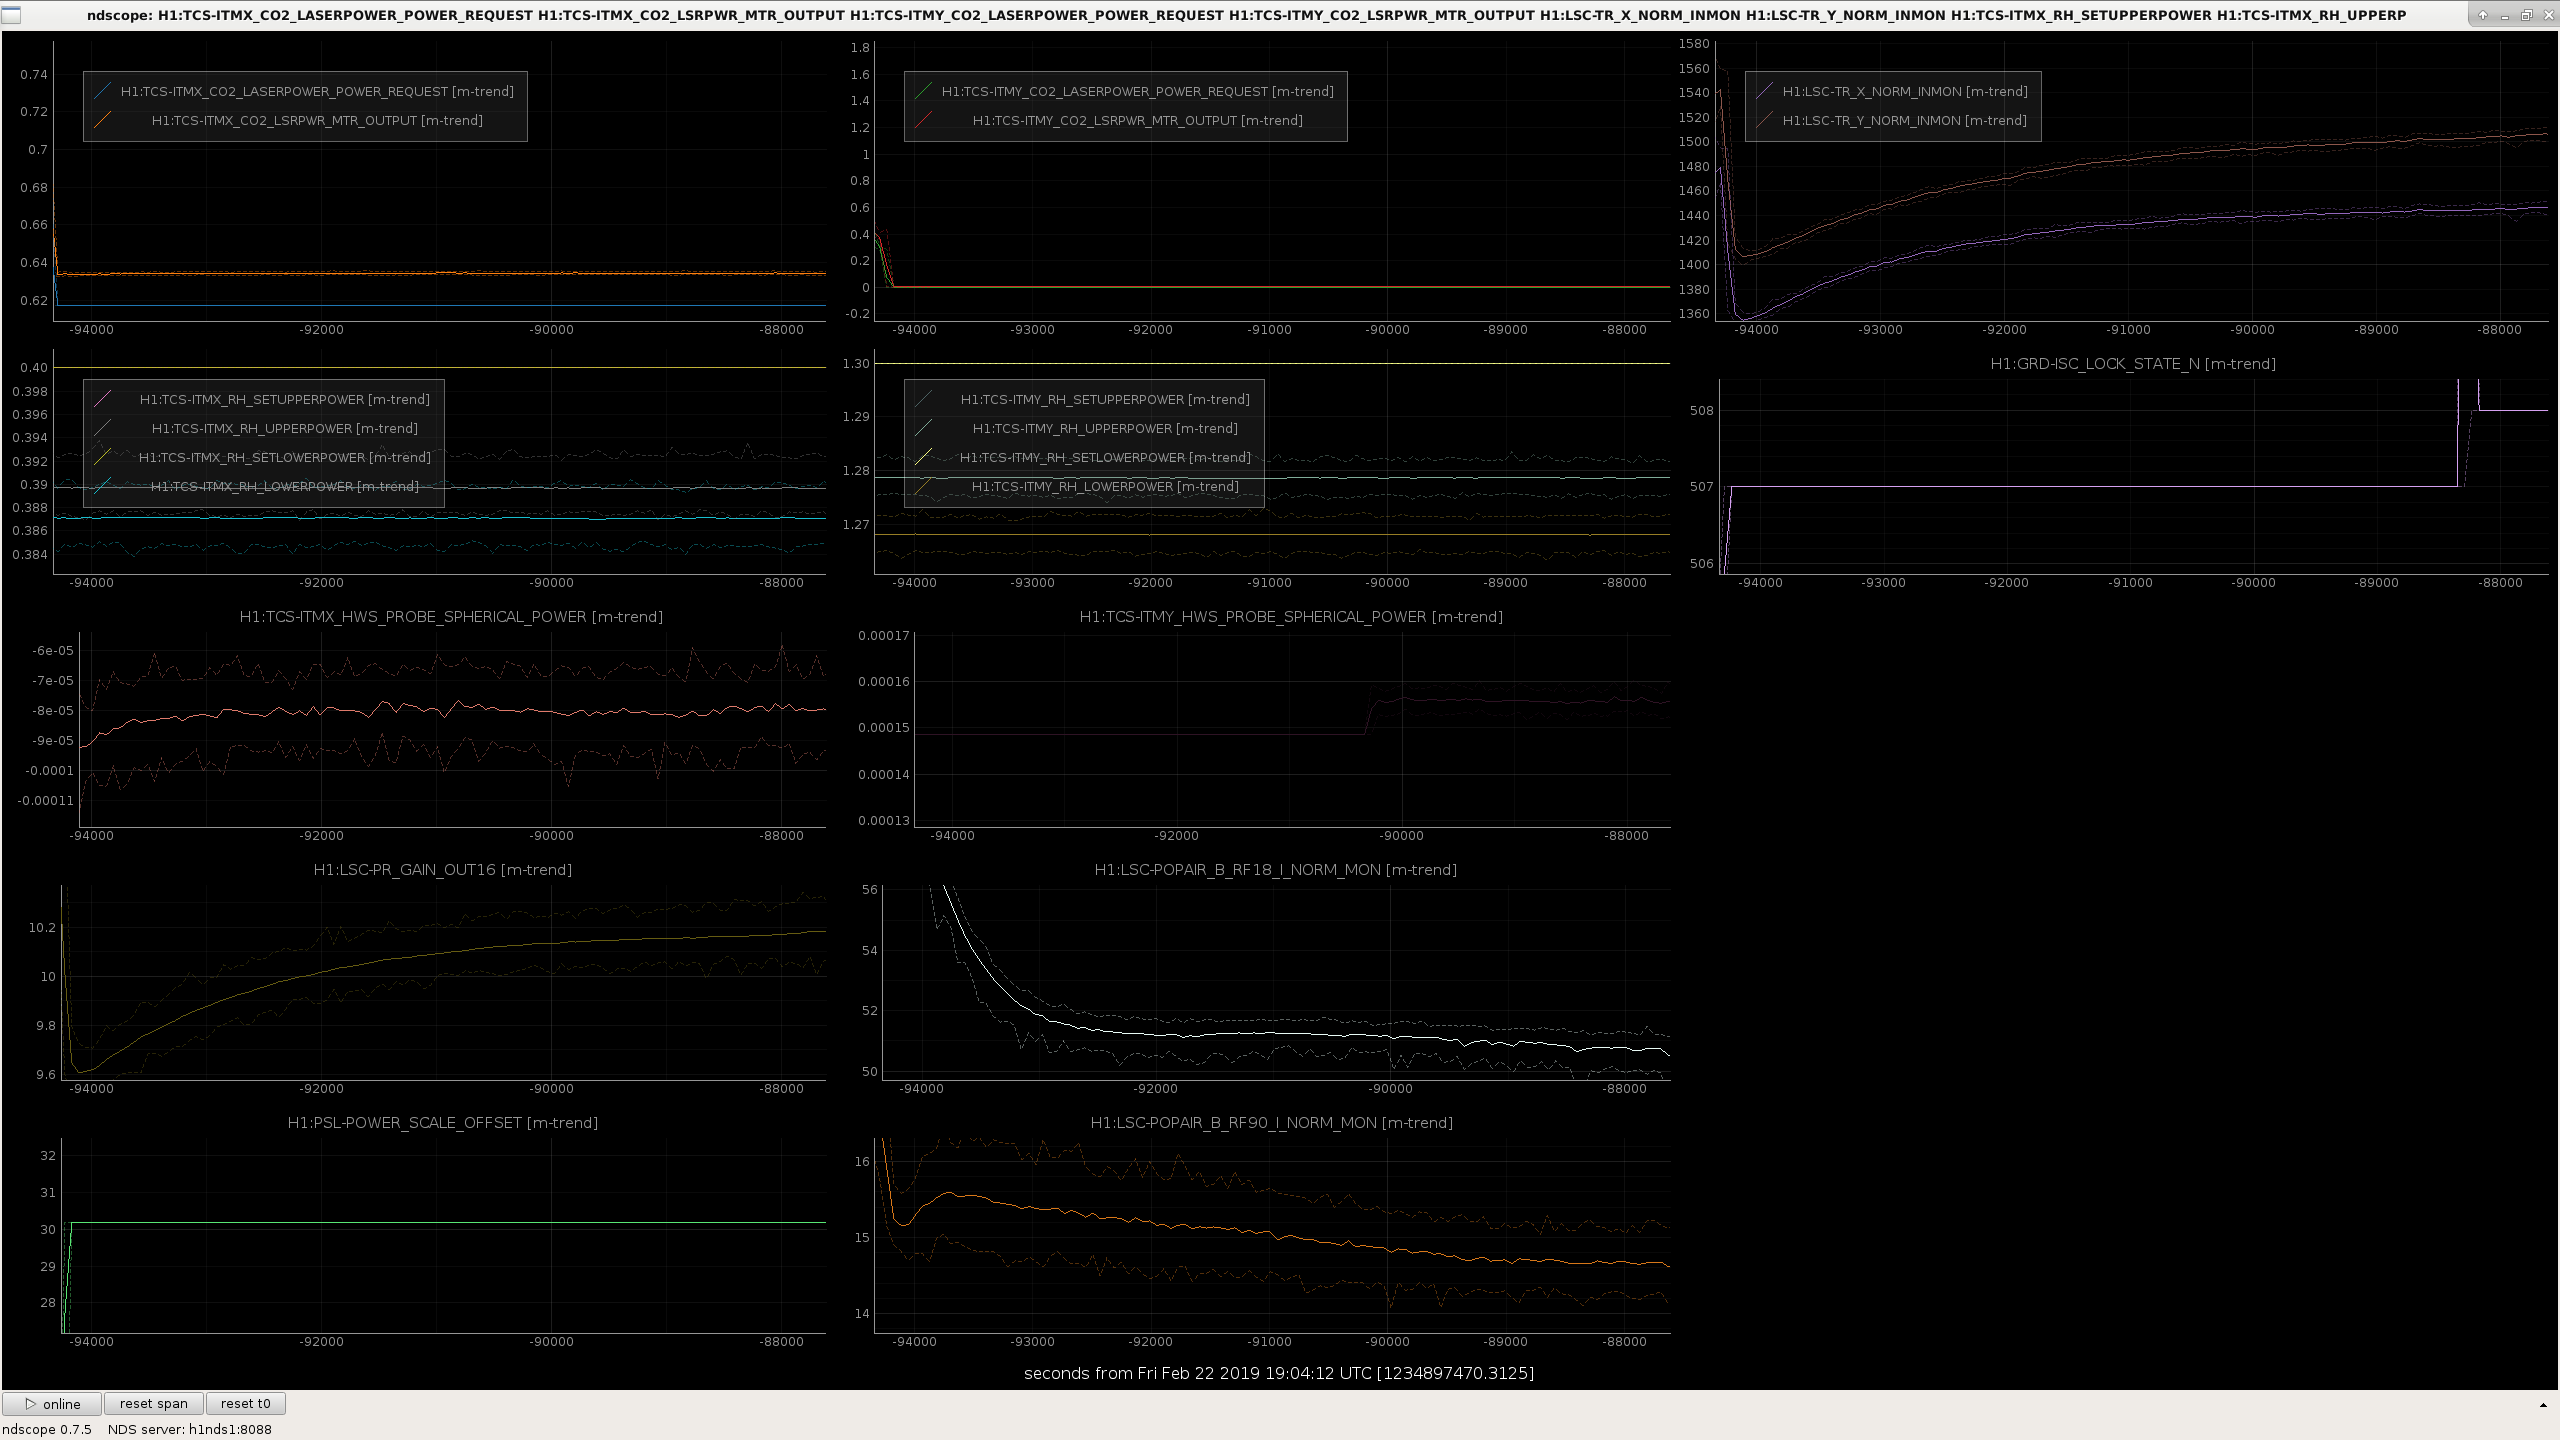 ndscope: H1:TCS-ITMX_CO2_LASERPOWER_POWER_REQUEST H1:TCS-ITMX_CO2_LSRPWR_MTR_OUTPUT H1:TCS-ITMY_CO2_LASERPOWER_POWER_REQUEST H1:TCS-ITMY_CO2_LSRPWR_MTR_OUTPUT H1:LSC-TR_X_NORM_INMON H1:LSC-TR_Y_NORM_INMON H1:TCS-ITMX_RH_SETUPPERPOWER H1:TCS-ITMX_RH_UPPERP
H1:TCS-ITMX_CO2_LASERPOWER_POWER_REQUEST [m-trend]
H1:TCS-ITMX_CO2_LSRPWR_MTR_OUTPUT [m-trend]
0.74
0.72
0.7
0.68
0.66
0.64
0.62
-94000 -92000 -90000 -88000
H1:TCS-ITMY_CO2_LASERPOWER_POWER_REQUEST [m-trend]
H1:TCS-ITMY_CO2_LSRPWR_MTR_OUTPUT [m-trend]
1.8
1.6
1.4
1.2
1
0.8
0.6
0.4
0.2
0
-0.2
-94000 -93000 -92000 -91000 -90000 -89000 -88000
H1:LSC-TR_X_NORM_INMON [m-trend]
H1:LSC-TR_Y_NORM_INMON [m-trend]
1580
1560
1540
1520
1500
1480
1460
1440
1420
1400
1380
1360
-94000 -93000 -92000 -91000 -90000 -89000 -88000
H1:TCS-ITMX_RH_SETUPPERPOWER [m-trend]
H1:TCS-ITMX_RH_UPPERPOWER [m-trend]
H1:TCS-ITMX_RH_SETLOWERPOWER [m-trend]
H1:TCS-ITMX_RH_LOWERPOWER [m-trend]
0.40
0.398
0.396
0.394
0.392
0.39
0.388
0.386
0.384
-94000 -92000 -90000 -88000
H1:TCS-ITMY_RH_SETUPPERPOWER [m-trend]
H1:TCS-ITMY_RH_UPPERPOWER [m-trend]
H1:TCS-ITMY_RH_SETLOWERPOWER [m-trend]
H1:TCS-ITMY_RH_LOWERPOWER [m-trend]
1.30
1.29
1.28
1.27
-94000 -93000 -92000 -91000 -90000 -89000 -88000
H1:GRD-ISC_LOCK_STATE_N [m-trend]
508
507
506
-94000 -93000 -92000 -91000 -90000 -89000 -88000
H1:TCS-ITMX_HWS_PROBE_SPHERICAL_POWER [m-trend]
-6e-05
-7e-05
-8e-05
-9e-05
-0.0001
-0.00011
-94000 -92000 -90000 -88000
H1:TCS-ITMY_HWS_PROBE_SPHERICAL_POWER [m-trend]
0.00017
0.00016
0.00015
0.00014
0.00013
-94000 -92000 -90000 -88000
H1:LSC-PR_GAIN_OUT16 [m-trend]
10.2
10
9.8
9.6
-94000 -92000 -90000 -88000
H1:LSC-POPAIR_B_RF18_I_NORM_MON [m-trend]
56
54
52
50
-94000 -92000 -90000 -88000
H1:PSL-POWER_SCALE_OFFSET [m-trend]
32
31
30
29
28
-94000 -92000 -90000 -88000
H1:LSC-POPAIR_B_RF90_I_NORM_MON [m-trend]
16
15
14
-94000 -93000 -92000 -91000 -90000 -89000 -88000
seconds from Fri Feb 22 2019 19:04:12 UTC [1234897470.3125]
online reset span reset t0
ndscope 0.7.5 NDS server: h1nds1:8088